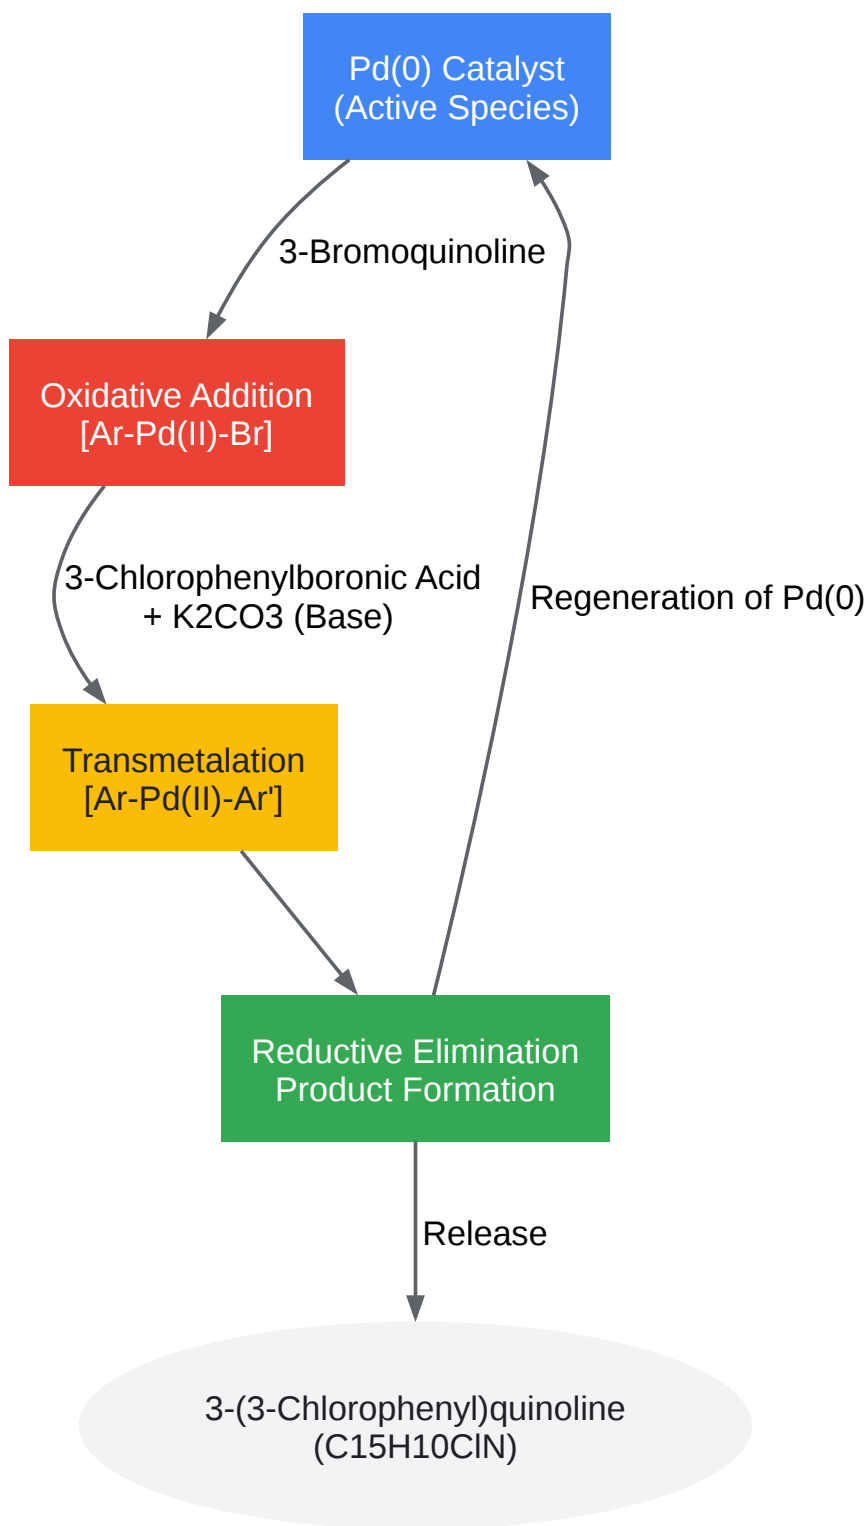 Pd(0) Catalyst
(Active Species)
3-Bromoquinoline
Oxidative Addition
[Ar-Pd(II)-Br]
3-Chlorophenylboronic Acid
+ K2CO3 (Base)
Regeneration of Pd(0)
Transmetalation
[Ar-Pd(II)-Ar']
Reductive Elimination
Product Formation
Release
3-(3-Chlorophenyl)quinoline
(C15H10ClN)